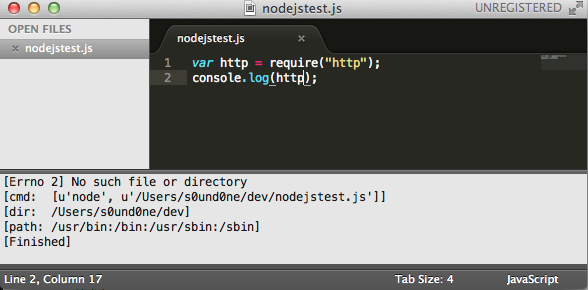 nodejstest.js
UNREGISTERED
OPEN FILES
× nodejstest.js
nodejstest.js ×
1 var http = require("http");
2 console.log(http);
[Errno 2] No such file or directory
[cmd:  [u'node', u'/Users/s0und0ne/dev/nodejstest.js']]
[dir:  /Users/s0und0ne/dev]
[path: /usr/bin:/bin:/usr/sbin:/sbin]
[Finished]
Line 2, Column 17
Tab Size: 4
JavaScript